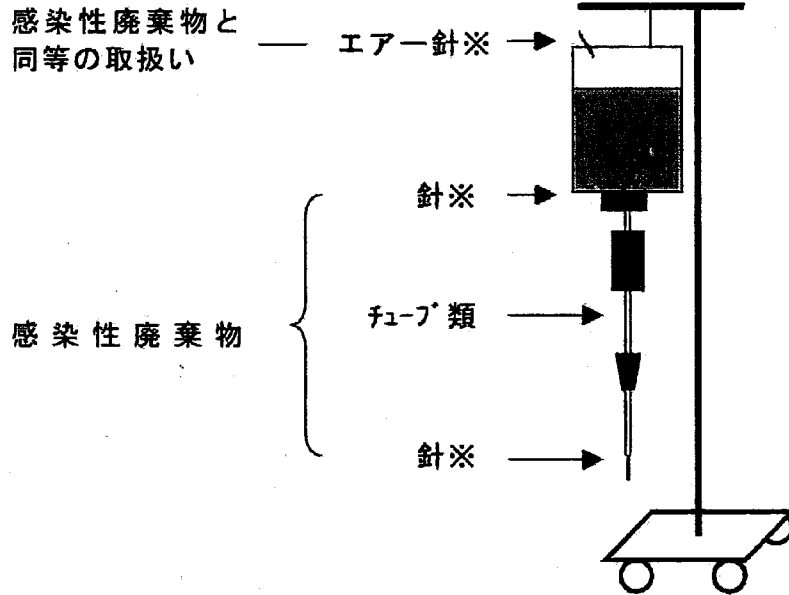 感染性廃棄物と
同等の取扱い
エアー針※
針※
チューブ類
感染性廃棄物
針※